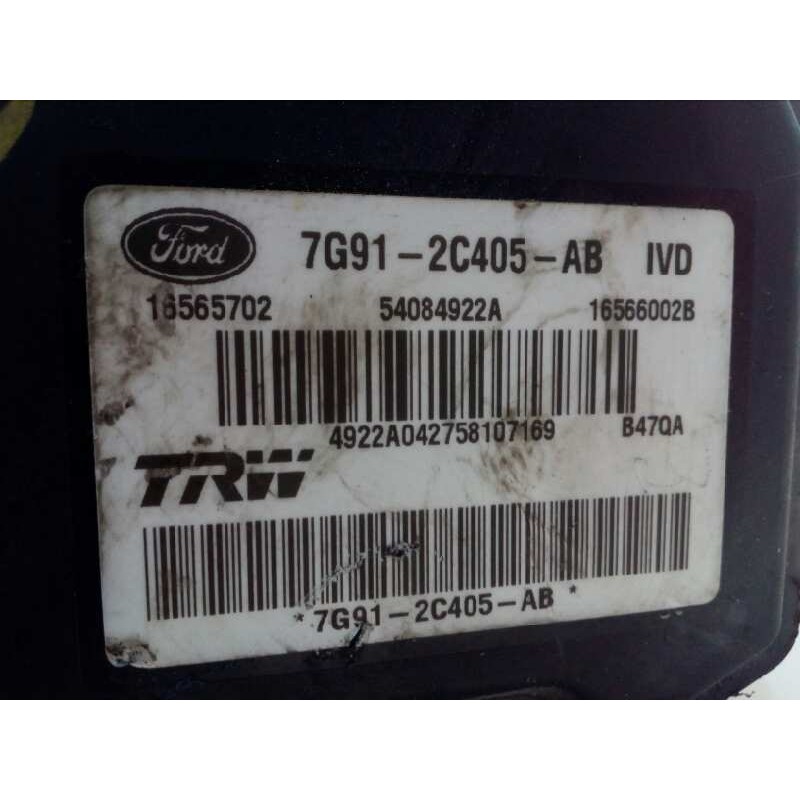 Ford 7G91-2C405-AB IVD
16565702 54084922A 16566002B
4922A042758107169 B47QA
TRW
*7G91-2C405-AB*